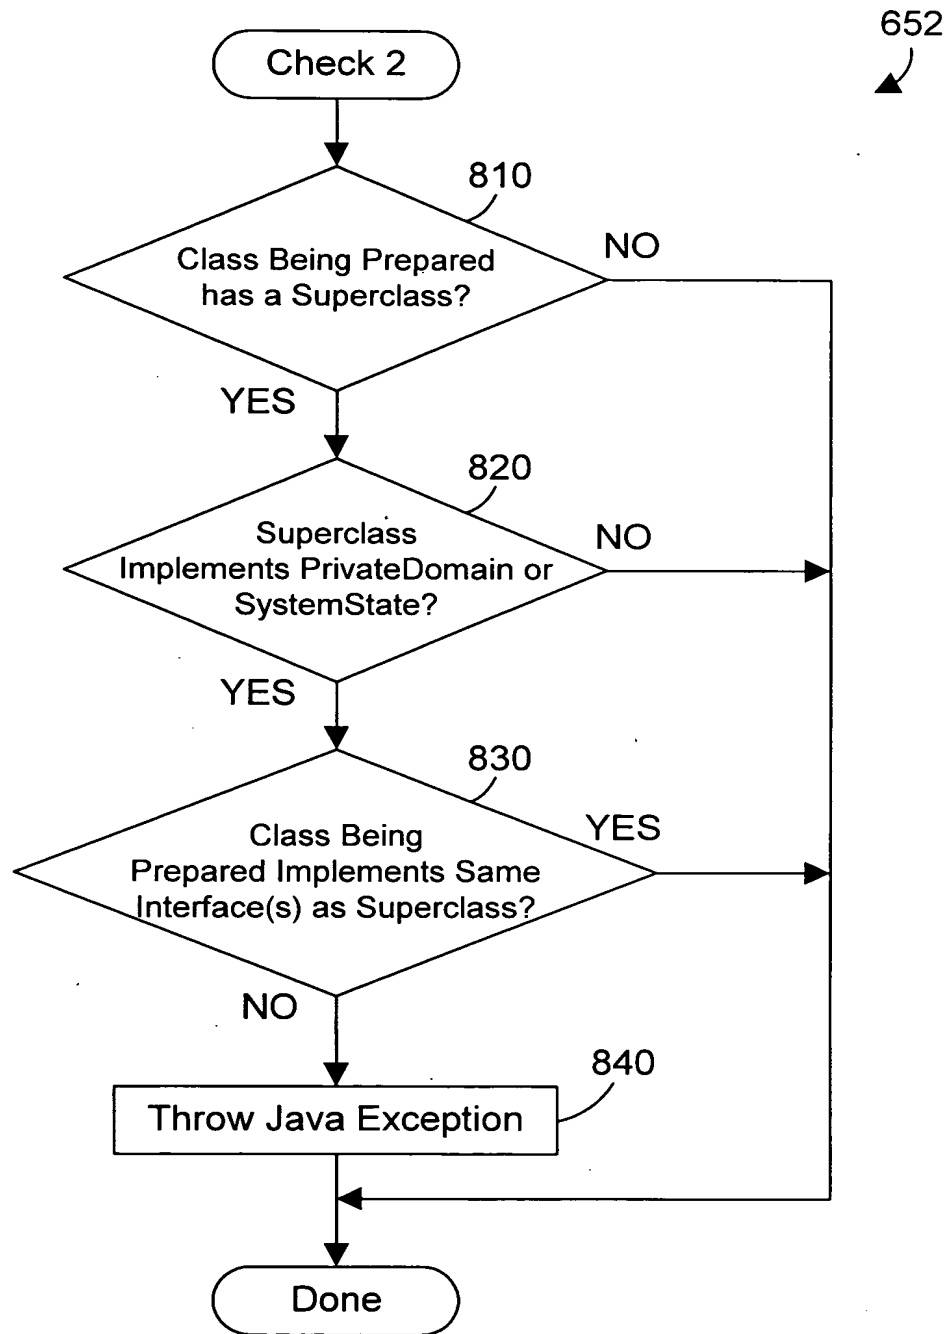 652
Check 2
810
Class Being Prepared
has a Superclass?
NO
YES
820
Superclass
Implements PrivateDomain or
SystemState?
NO
YES
830
Class Being
Prepared Implements Same
Interface(s) as Superclass?
YES
NO
840
Throw Java Exception
Done